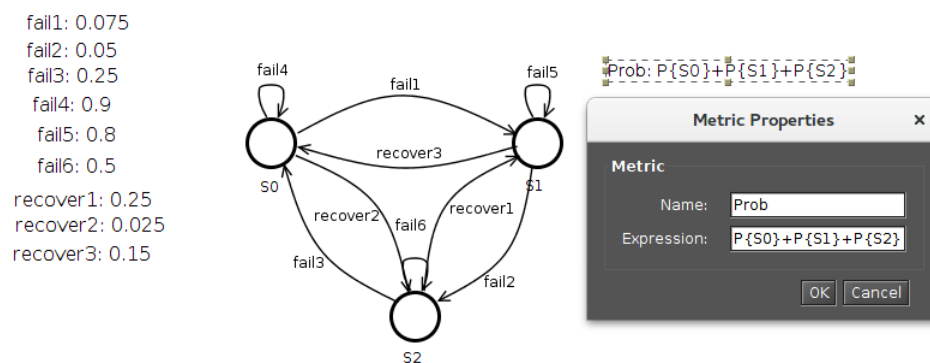 fail1: 0.075
fail2: 0.05
fail3: 0.25
fail4: 0.9
fail5: 0.8
fail6: 0.5
recover1: 0.25
recover2: 0.025
recover3: 0.15
fail4
fail1
fail5
recover3
S0
S1
recover2
fail6
recover1
fail3
fail2
S2
Prob: P{S0}+P{S1}+P{S2}
Metric Properties
Metric
Name: Prob
Expression: P{S0}+P{S1}+P{S2}
OK Cancel